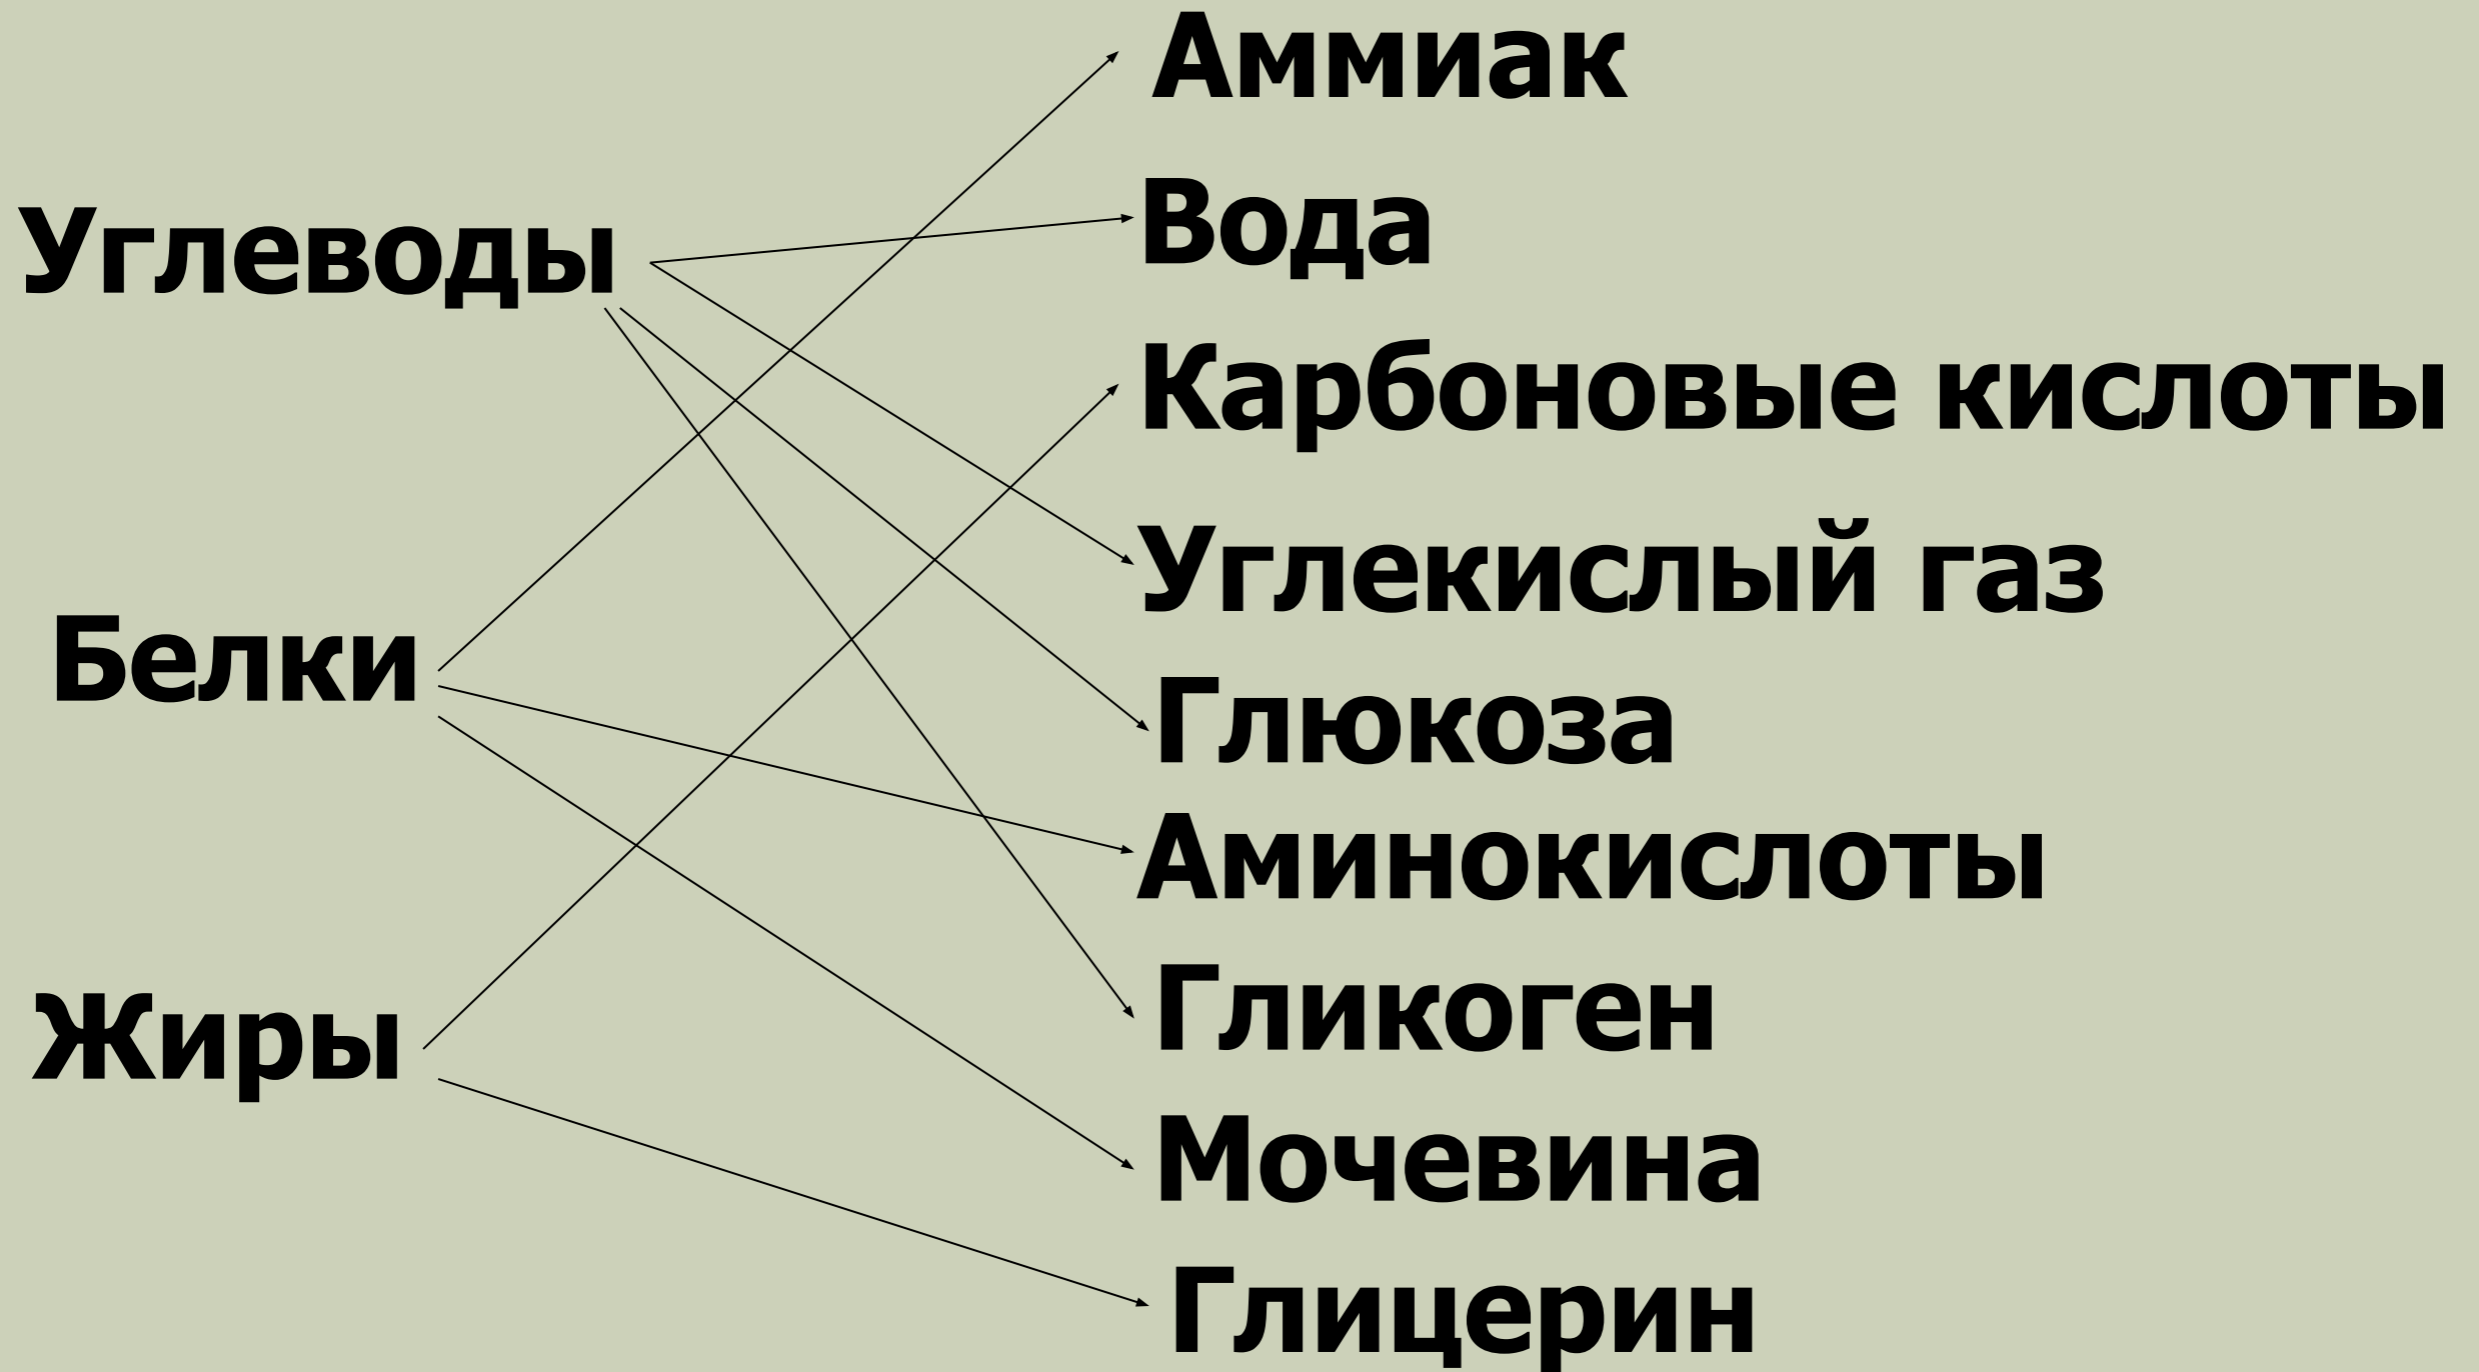 Углеводы
Белки
Жиры
Аммиак
Вода
Карбоновые кислоты
Углекислый газ
Глюкоза
Аминокислоты
Гликоген
Мочевина
Глицерин